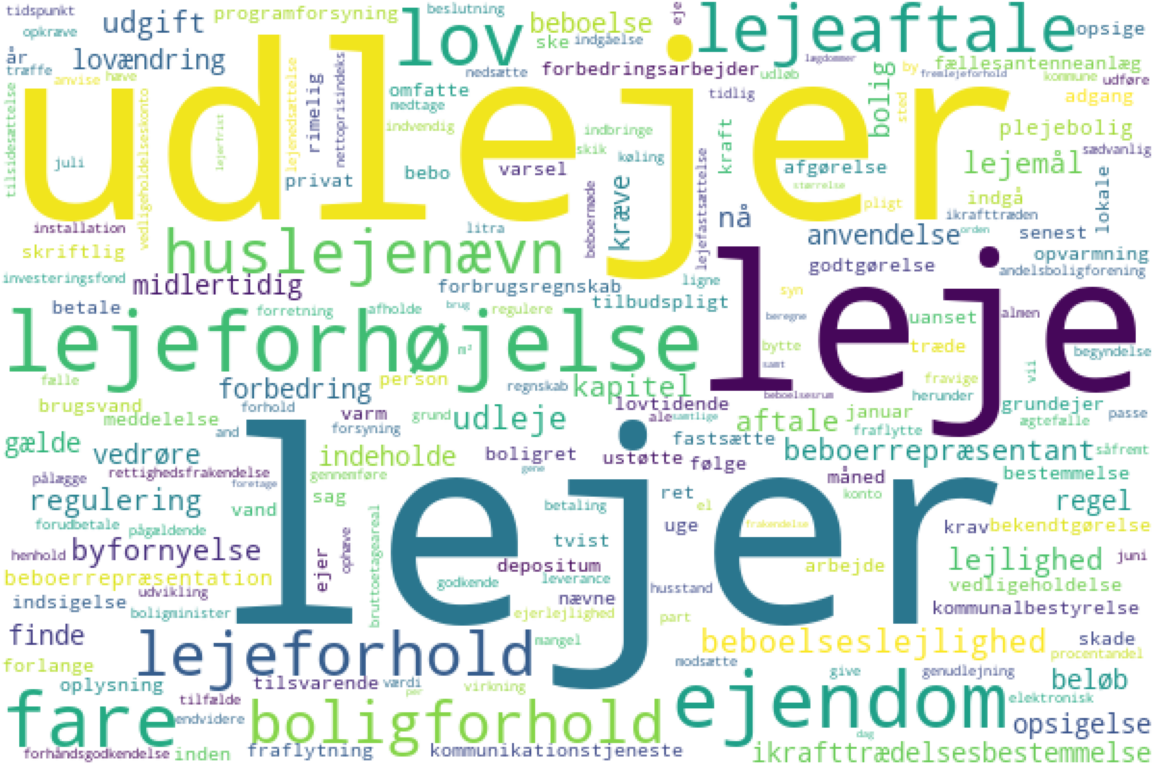 tidspunkt
udgift
programforsyning
beslutning
eje
lejeaftale
opsige
opkræve
lov
beboelse
ske
indgåelse
lægdommer
år
lovændring
nedsætte
forbedringsarbejder
udløb
bolig
by
fremlejeforhold
fællesantenneanlæg
træffe
anvise
hæve
kommune
udføre
udlejer
tilsidesættelse
vedligeholdelseskonto
lejerfrist
lejenedsættelse
rimelig
nettoprisindeks
omfatte
medtage
indvendig
tidlig
sted
adgang
indbringe
kraft
plejebolig
skik
køling
sædvanlig
juli
privat
bebo
varsel
afgørelse
lejemål
størrelse
lejefastsættelse
kræve
beboermøde
pligt
indgå
lokale
nå
ikrafttræden
installation
litra
anvendelse
orden
senest
skriftlig
huslejenævn
opvarmning
godtgørelse
investeringsfond
midlertidig
forbrugsregnskab
ligne
leje
andelsboligforening
syn
tilbudspligt
betale
forretning
afholde
brug
regulere
beregne
uanset
almen
lejeforhøjelse
m²
bytte
træde
begyndelse
samt
vii
fælle
forbedring
person
regnskab
kapitel
fravige
herunder
beboelsesrum
ægtefælle
brugsvand
forhold
lovtidende
grundejer
meddelelse
varm
grund
udleje
ale
samtlige
aftale
januar
passe
and
forsyning
fraflytte
gælde
vedrøre
indeholde
boligret
fastsætte
beboerrepræsentant
såfremt
ustøtte
følge
pålægge
rettighedsfrakendelse
gennemføre
gene
måned
bestemmelse
foretage
regulering
sag
ret
konto
regel
vand
betaling
el
forudbetale
pågældende
bruttoetageareal
lejer
uge
frakendelse
krav
bekendtgørelse
tvist
henhold
byfornyelse
ejer
ophæve
depositum
arbejde
lejlighed
juni
beboerrepræsentation
godkende
leverance
husstand
vedligeholdelse
udvikling
nævne
indsigelse
boligminister
ejerlejlighed
part
kommunalbestyrelse
finde
lejeforhold
mangel
beboelseslejlighed
skade
procentandel
forlange
modsætte
oplysning
tilsvarende
værdi
per
virkning
give
genudlejning
beløb
tilfælde
ejendom
elektronisk
fare
endvidere
boligforhold
opsigelse
dag
forhåndsgodkendelse
inden
fraflytning
kommunikationstjeneste
ikrafttrædelsesbestemmelse